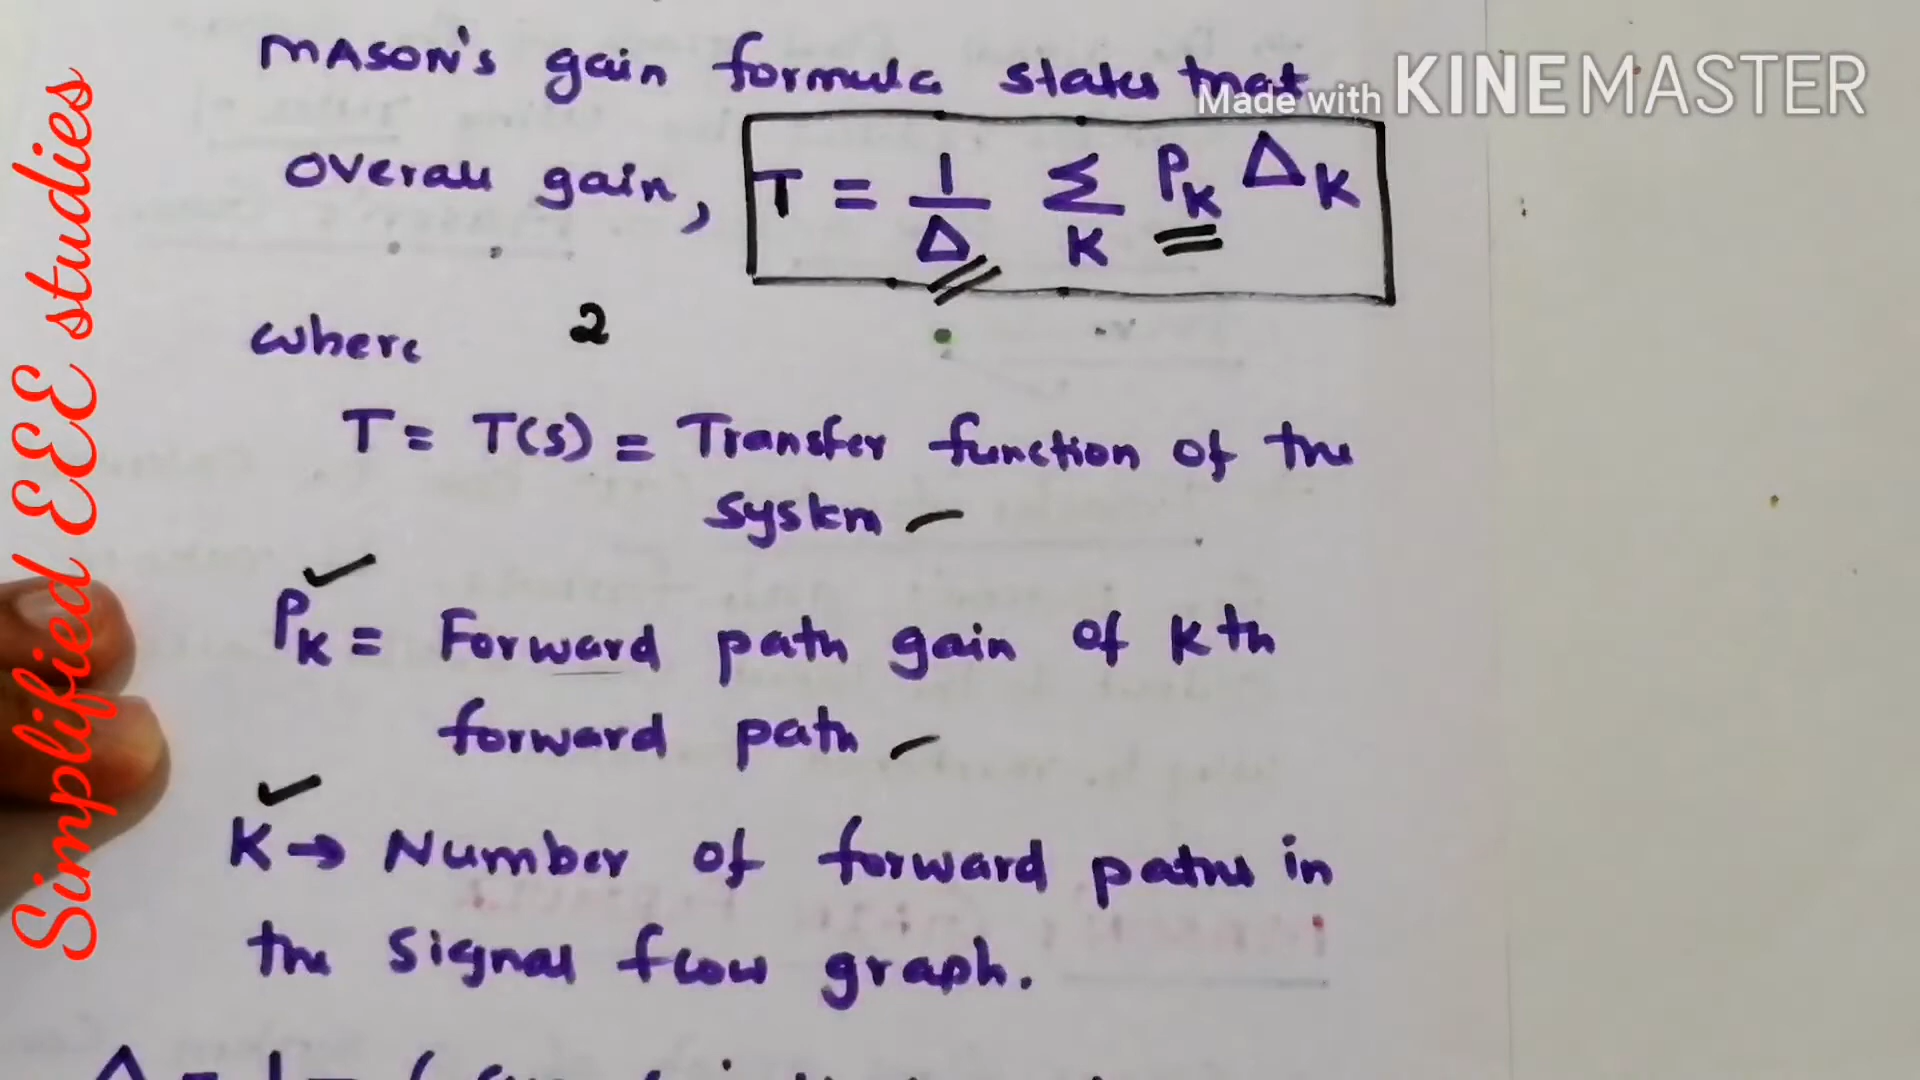 MASON's gain formula states that
Made with KINEMASTER
overall gain, T = 1/Δ Σ_K P_K Δ_K
where 2
T = T(s) = Transfer function of the
system
P_K = Forward path gain of Kth
forward path
K → Number of forward paths in
the signal flow graph.
Δ = 1 - (
Simplified EEE studies